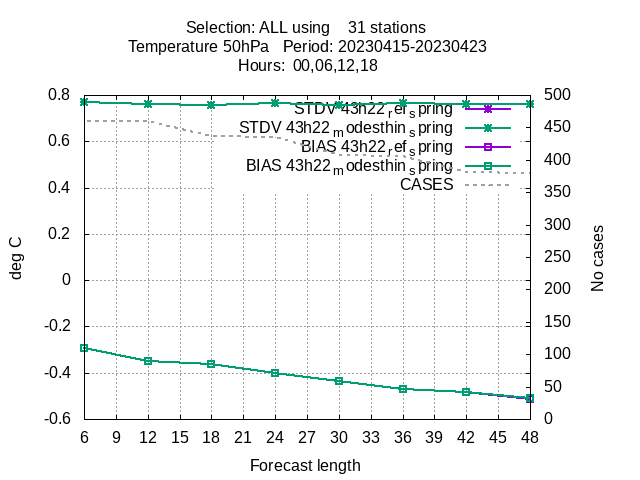 Selection: ALL using 31 stations
Temperature 50hPa Period: 20230415-20230423
Hours: 00,06,12,18
0.8
0.6
0.4
0.2
0
-0.2
-0.4
-0.6
deg C
STDV 43h22_ref_spring
STDV 43h22_modesthin_spring
BIAS 43h22_ref_spring
BIAS 43h22_modesthin_spring
CASES
500
450
400
350
300
250
200
150
100
50
0
No cases
6 9 12 15 18 21 24 27 30 33 36 39 42 45 48
Forecast length